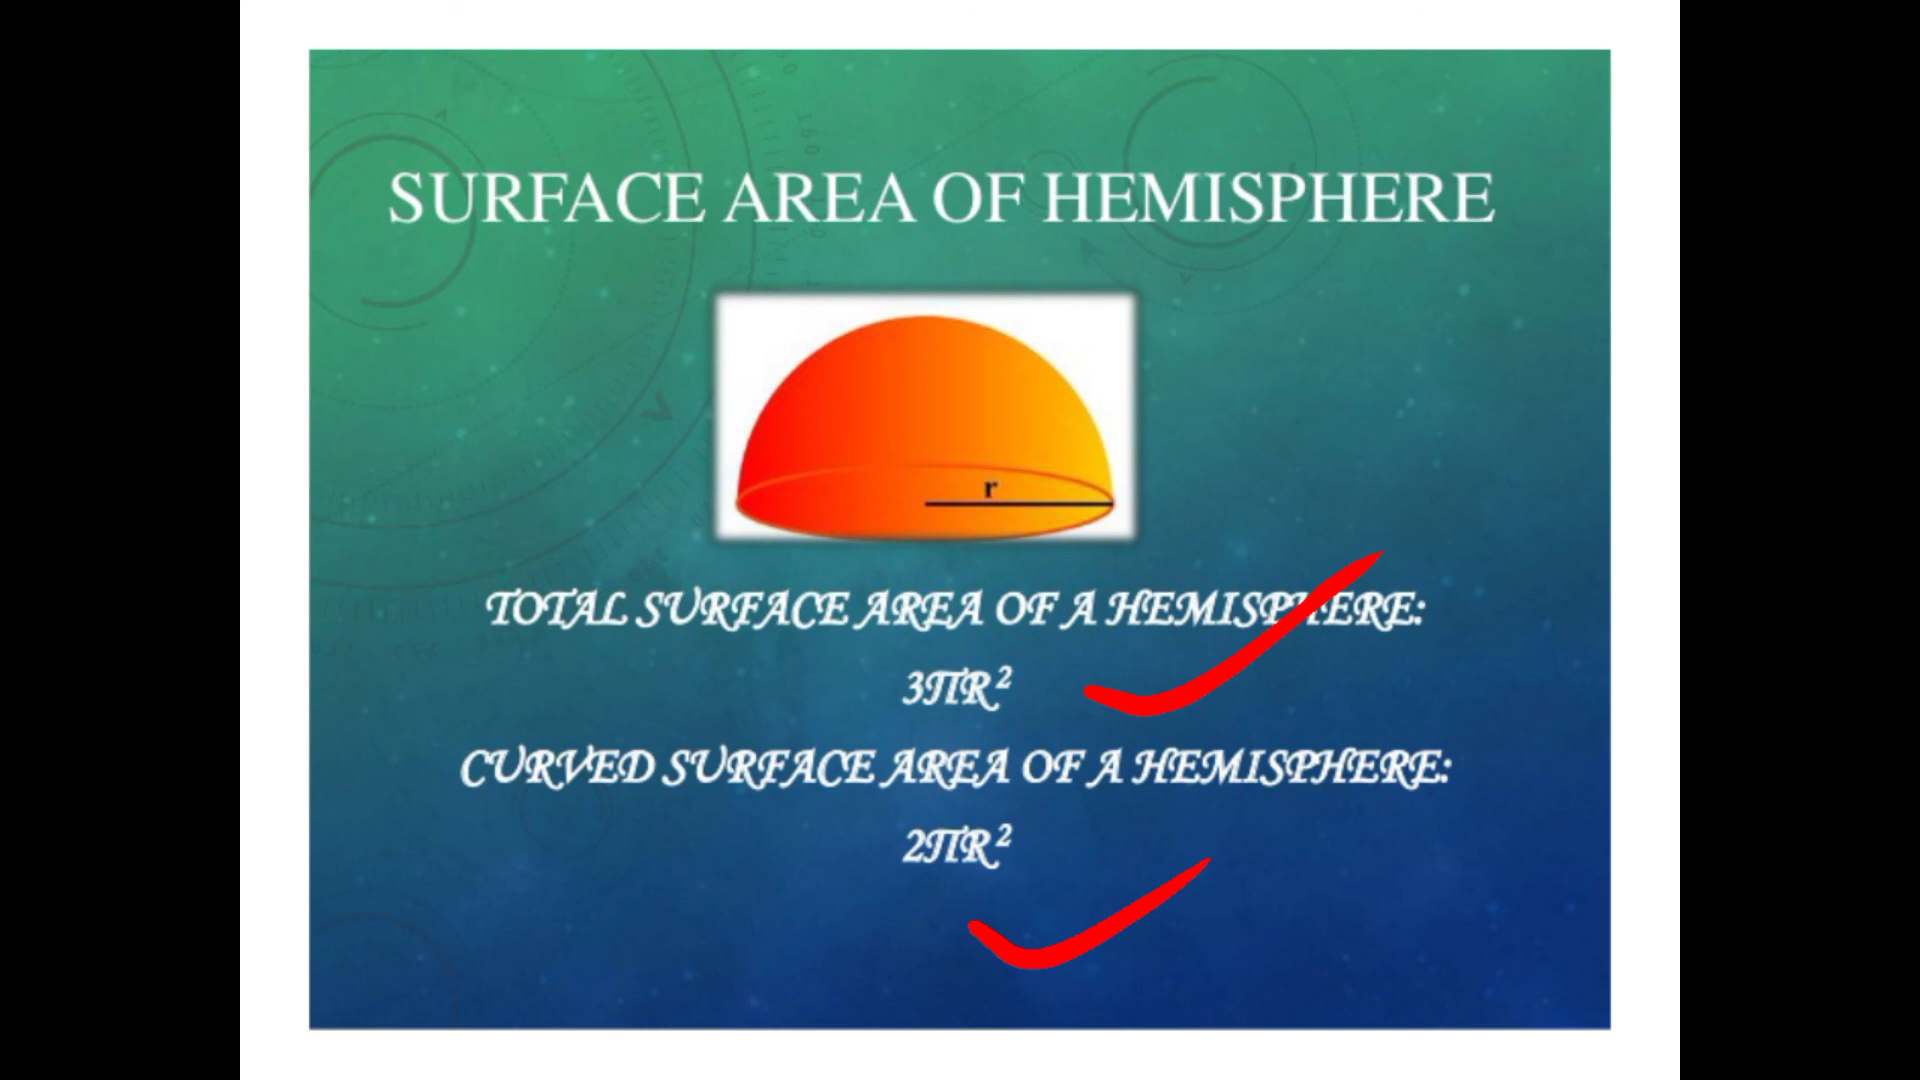 SURFACE AREA OF HEMISPHERE
r
TOTAL SURFACE AREA OF A HEMISPHERE:
3ΠR²
CURVED SURFACE AREA OF A HEMISPHERE:
2ΠR²